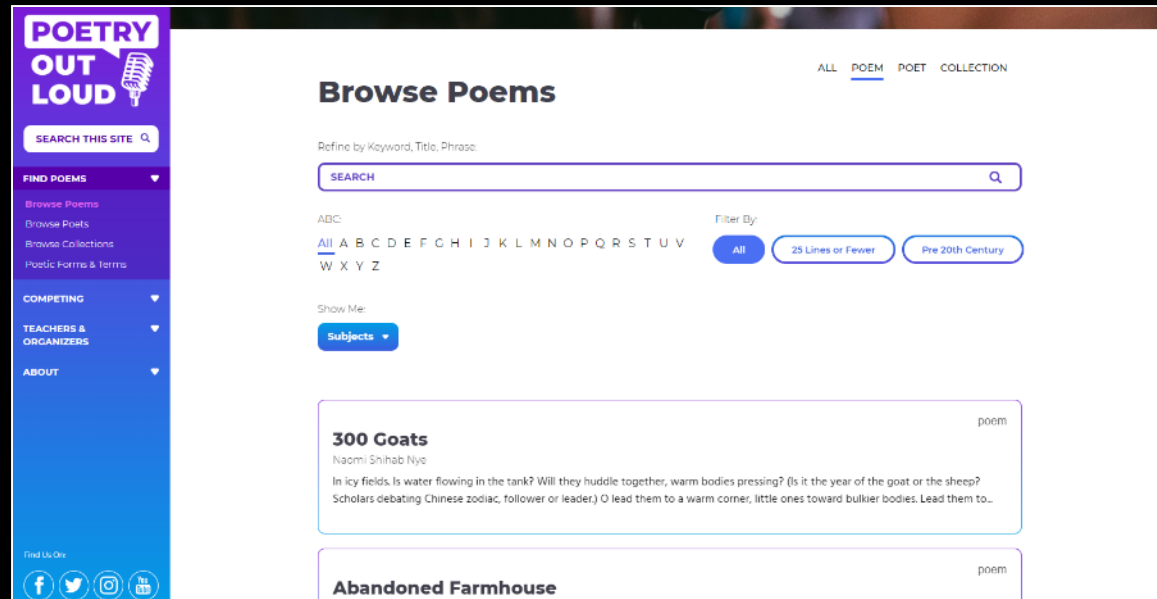 POETRY
OUT
LOUD
SEARCH THIS SITE
FIND POEMS
Browse Poems
Browse Poets
Browse Collections
Poetic Forms & Terms
COMPETING
TEACHERS &
ORGANIZERS
ABOUT
Find Us On:
You
Tube
ALL POEM POET COLLECTION
Browse Poems
Refine by Keyword, Title, Phrase:
SEARCH
ABC:
All A B C D E F G H I J K L M N O P Q R S T U V
W X Y Z
Filter By:
All 25 Lines or Fewer Pre 20th Century
Show Me:
Subjects
poem
300 Goats
Naomi Shihab Nye
In icy fields. Is water flowing in the tank? Will they huddle together, warm bodies pressing? (Is it the year of the goat or the sheep?
Scholars debating Chinese zodiac, follower or leader.) O lead them to a warm corner, little ones toward bulkier bodies. Lead them to...
poem
Abandoned Farmhouse